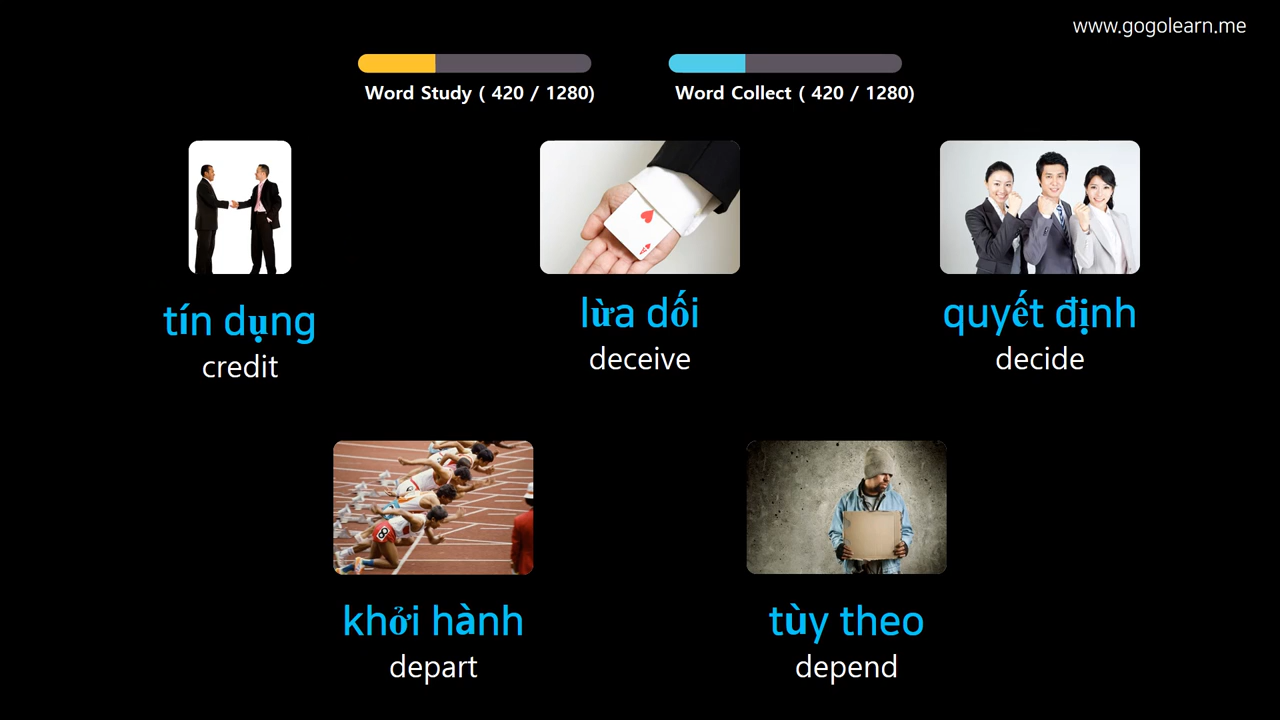 www.gogolearn.me
Word Study ( 420 / 1280)
Word Collect ( 420 / 1280)
tín dụng
credit
lừa dối
deceive
quyết định
decide
khởi hành
depart
tùy theo
depend